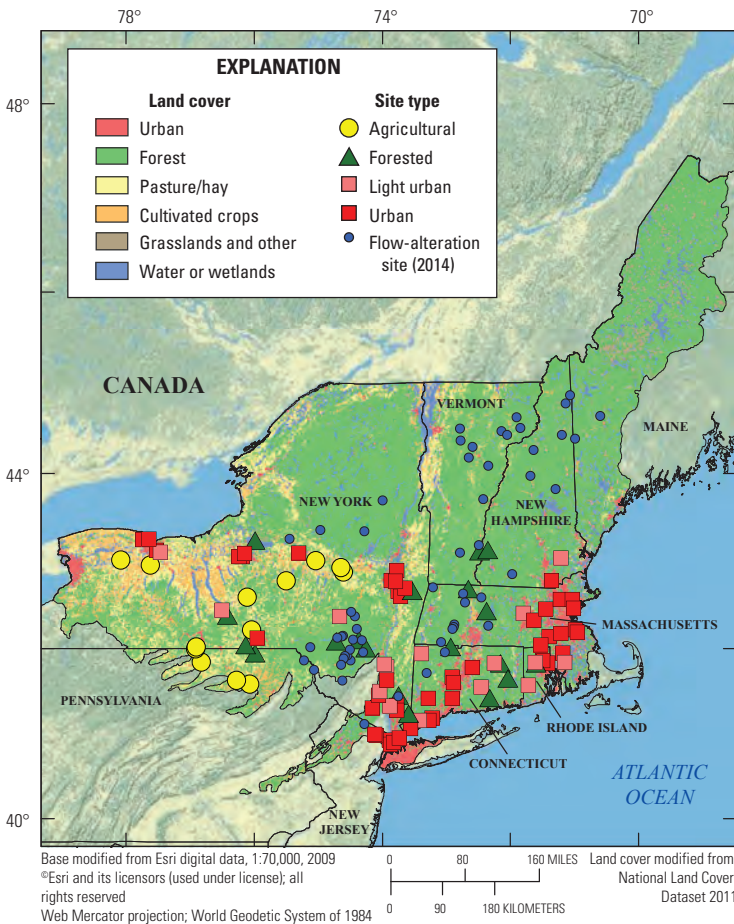 78°
74°
70°
48°
44°
40°
EXPLANATION
Land cover
Urban
Forest
Pasture/hay
Cultivated crops
Grasslands and other
Water or wetlands
Site type
Agricultural
Forested
Light urban
Urban
Flow-alteration
site (2014)
CANADA
VERMONT
MAINE
NEW YORK
NEW
HAMPSHIRE
MASSACHUSETTS
PENNSYLVANIA
RHODE ISLAND
CONNECTICUT
ATLANTIC
OCEAN
NEW
JERSEY
Base modified from Esri digital data, 1:70,000, 2009
©Esri and its licensors (used under license); all
rights reserved
Web Mercator projection; World Geodetic System of 1984
0 80 160 MILES
0 90 180 KILOMETERS
Land cover modified from
National Land Cover
Dataset 2011